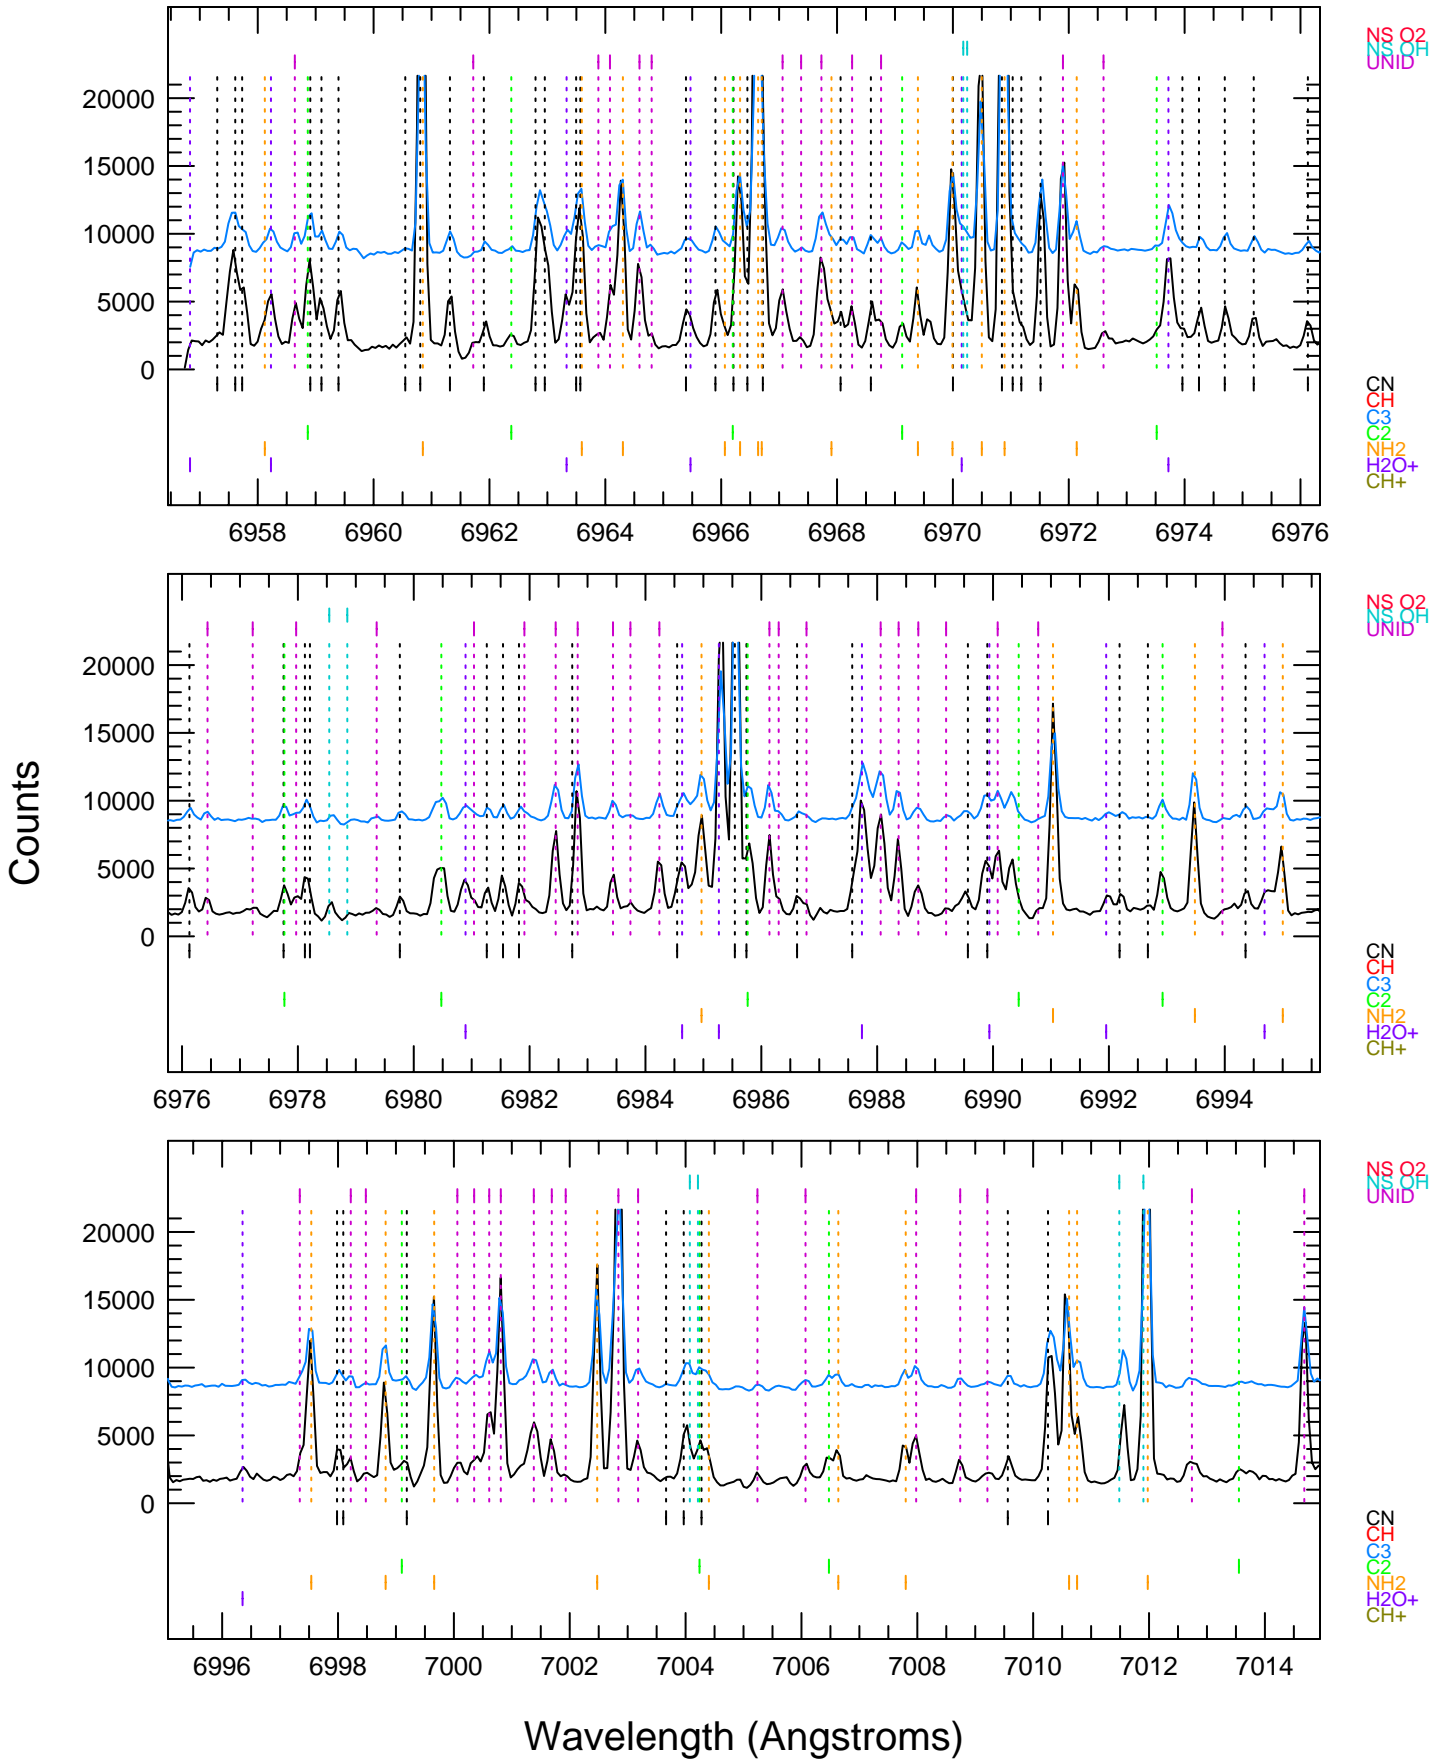 NS O2
NS OH
UNID
20000
15000
10000
5000
0
CN
CH
C3
C2
NH2
H2O+
CH+
6958 6960 6962 6964 6966 6968 6970 6972 6974 6976
NS O2
NS OH
UNID
20000
15000
10000
5000
0
Counts
CN
CH
C3
C2
NH2
H2O+
CH+
6976 6978 6980 6982 6984 6986 6988 6990 6992 6994
NS O2
NS OH
UNID
20000
15000
10000
5000
0
CN
CH
C3
C2
NH2
H2O+
CH+
6996 6998 7000 7002 7004 7006 7008 7010 7012 7014
Wavelength (Angstroms)